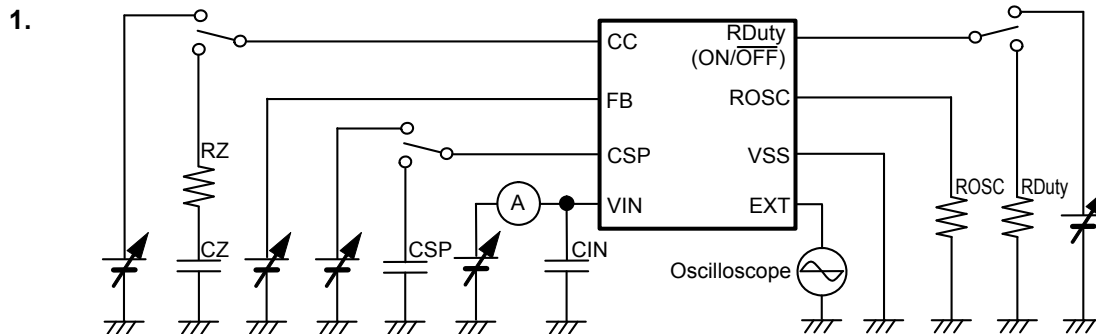 1.
CC
RDuty
(ON/OFF)
FB
ROSC
CSP
VSS
VIN
EXT
RZ
A
CZ
CSP
CIN
Oscilloscope
ROSC
RDuty